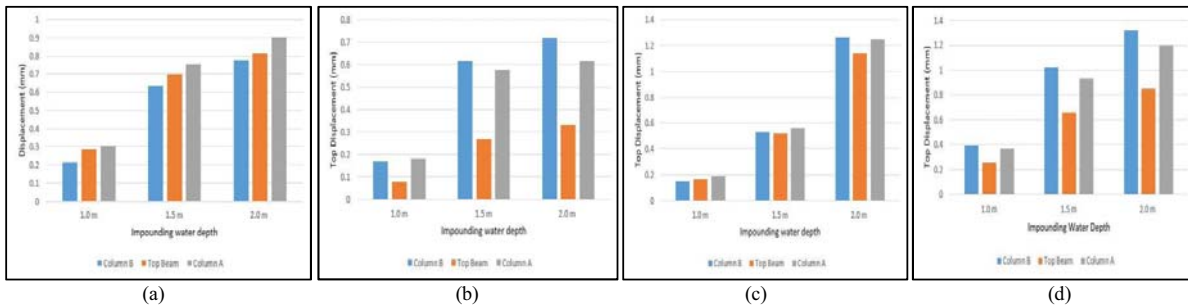 Displacement (mm)
1
0.9
0.8
0.7
0.6
0.5
0.4
0.3
0.2
0.1
0
1.0 m 1.5 m 2.0 m
Impounding water depth
Column B Top Beam Column A
(a)
Top Displacement (mm)
0.8
0.7
0.6
0.5
0.4
0.3
0.2
0.1
0
1.0 m 1.5 m 2.0 m
Impounding water depth
Column B Top Beam Column A
(b)
Top Displacement (mm)
1.4
1.2
1
0.8
0.6
0.4
0.2
0
1.0 m 1.5 m 2.0 m
Impounding water depth
Column B Top Beam Column A
(c)
Top Displacement (mm)
1.4
1.2
1
0.8
0.6
0.4
0.2
0
1.0 m 1.5 m 2.0 m
Impounding Water Depth
Column B Top Beam Column A
(d)